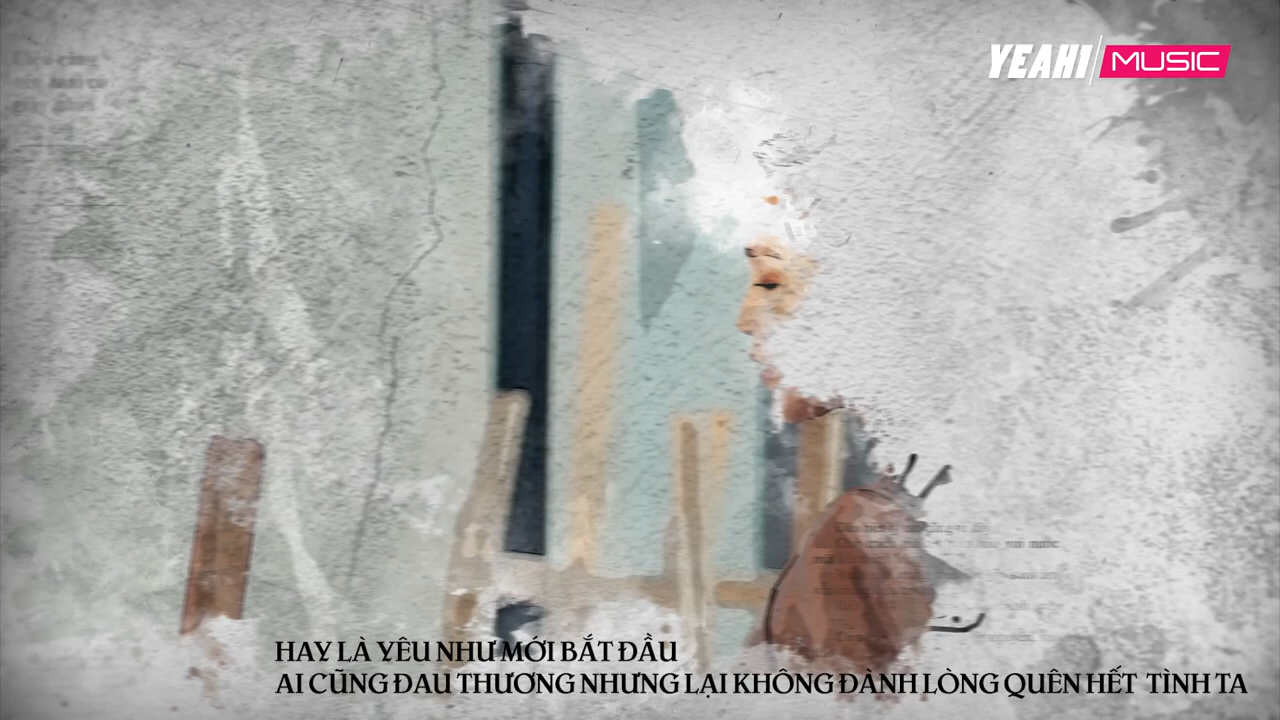 YEAH1 MUSIC
HAY LÀ YÊU NHƯ MỚI BẮT ĐẦU
AI CŨNG ĐAU THƯƠNG NHƯNG LẠI KHÔNG ĐÀNH LÒNG QUÊN HẾT TÌNH TA